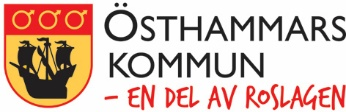 ÖSTHAMMARS
KOMMUN
- EN DEL AV ROSLAGEN